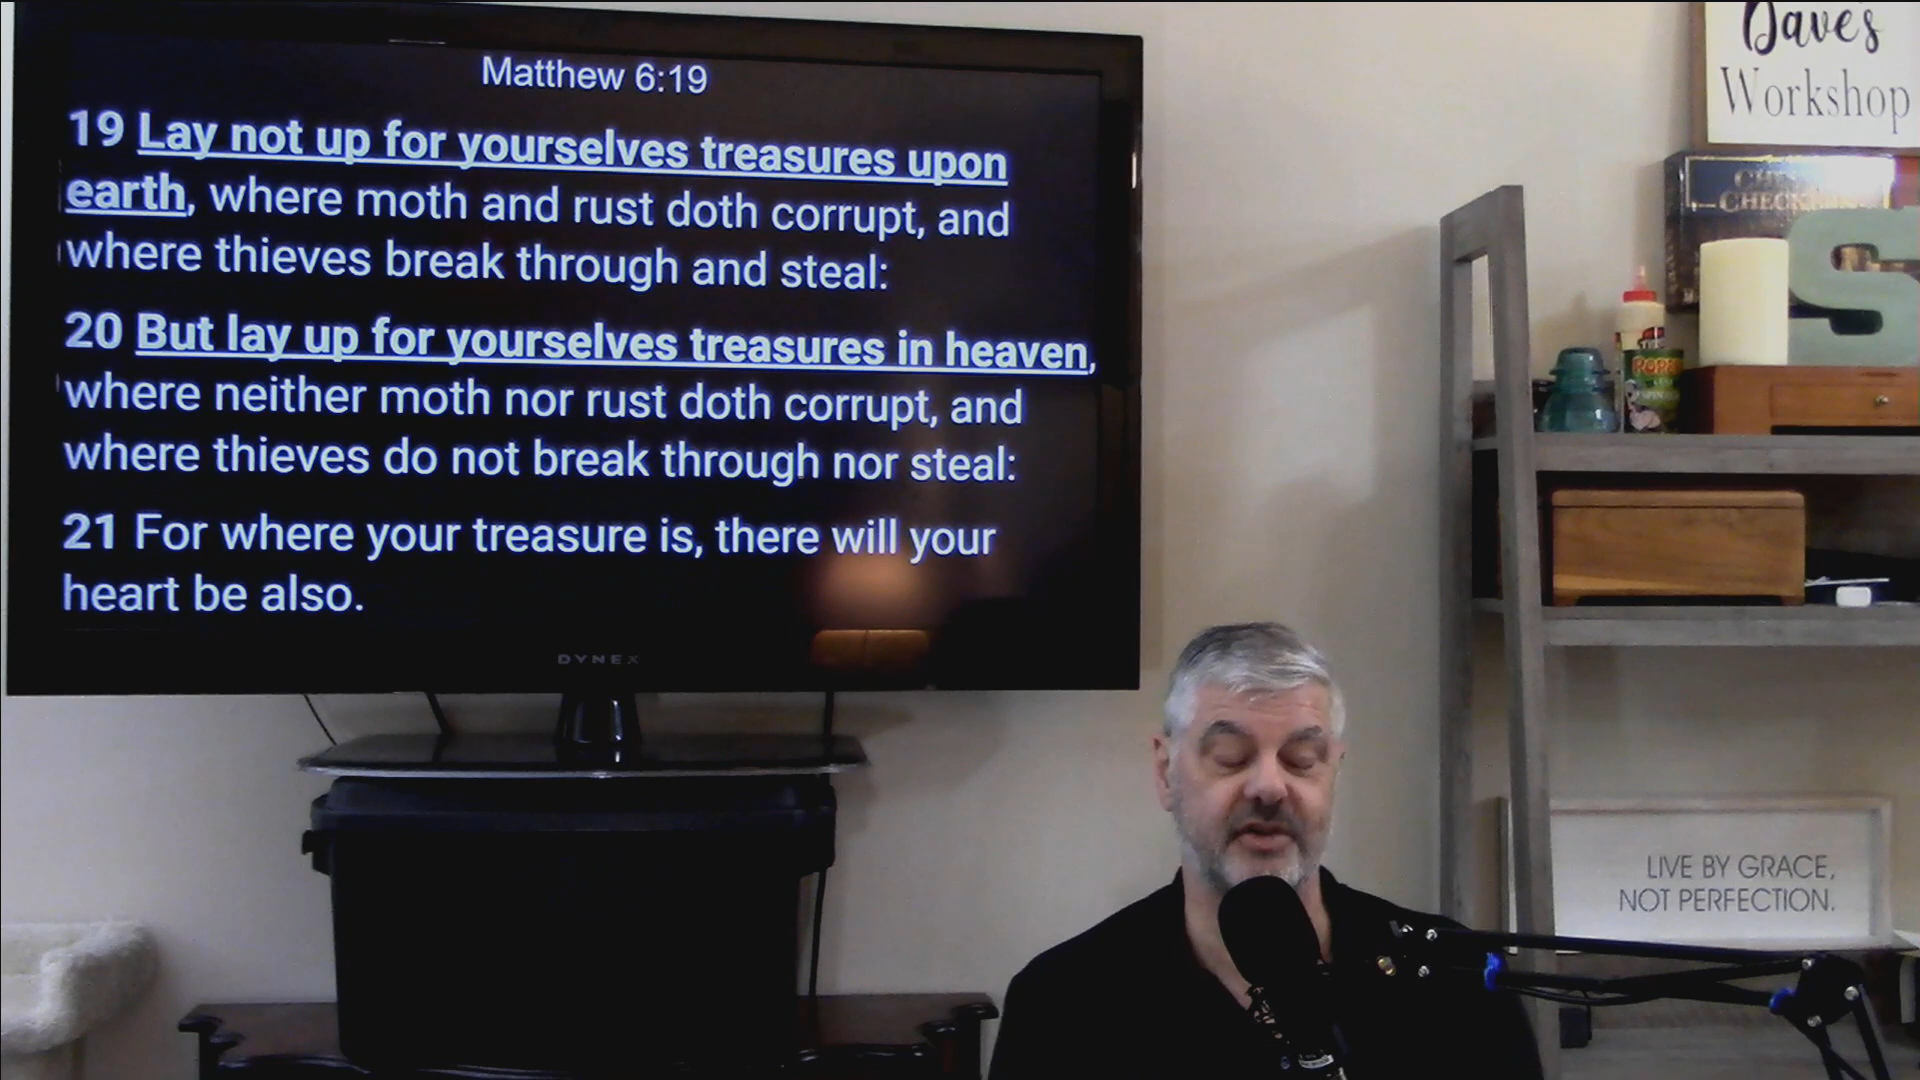 Matthew 6:19
19 Lay not up for yourselves treasures upon
earth, where moth and rust doth corrupt, and
where thieves break through and steal:
20 But lay up for yourselves treasures in heaven,
where neither moth nor rust doth corrupt, and
where thieves do not break through nor steal:
21 For where your treasure is, there will your
heart be also.
DYNEX
Dave's
Workshop
LIVE BY GRACE,
NOT PERFECTION.